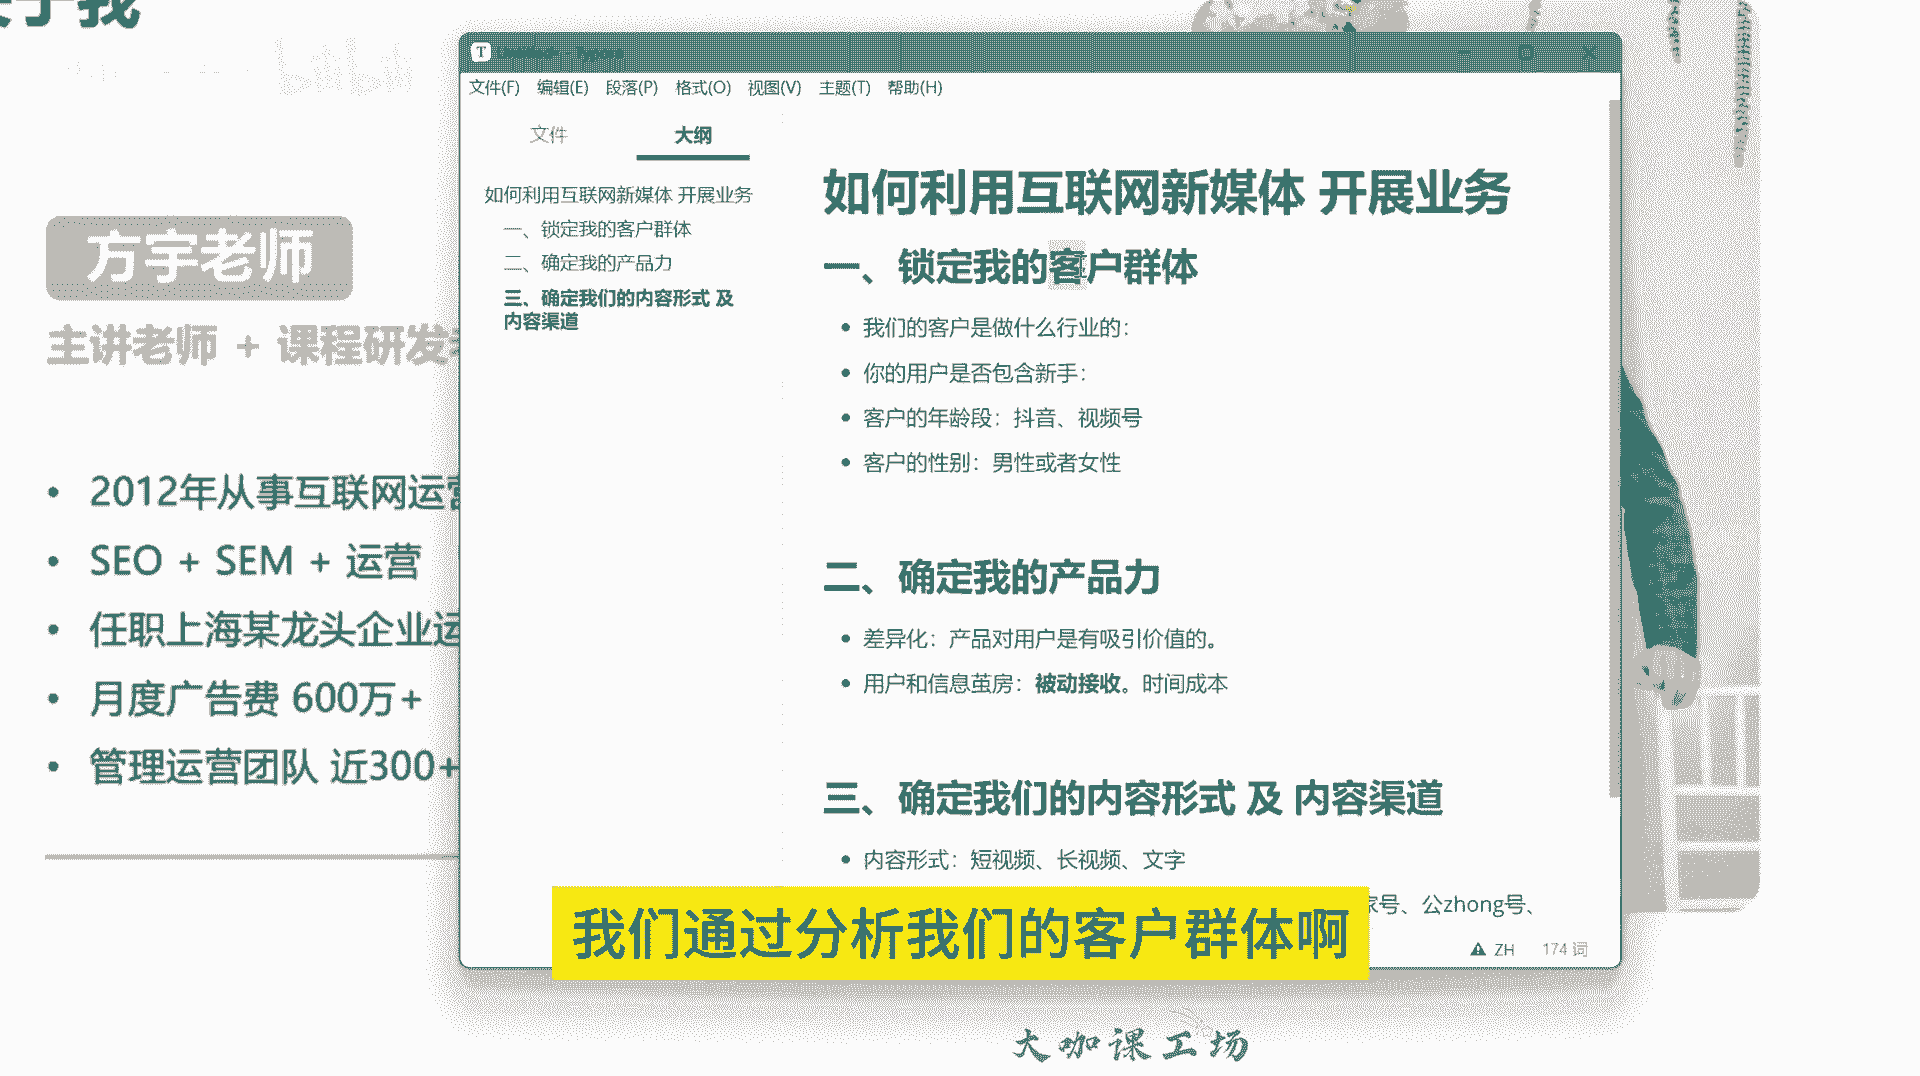 于我
bilibili
方宇老师
主讲老师 + 课程研发
2012年从事互联网运营
SEO + SEM + 运营
任职上海某龙头企业运
月度广告费 600万+
管理运营团队 近300+
T
文件(F) 编辑(E) 段落(P) 格式(O) 视图(V) 主题(T) 帮助(H)
文件 大纲
如何利用互联网新媒体 开展业务
一、锁定我的客户群体
二、确定我的产品力
三、确定我们的内容形式 及
内容渠道
如何利用互联网新媒体 开展业务
一、锁定我的客户群体
我们的客户是做什么行业的:
你的用户是否包含新手:
客户的年龄段: 抖音、视频号
客户的性别: 男性或者女性
二、确定我的产品力
差异化: 产品对用户是有吸引价值的。
用户和信息茧房: 被动接收。时间成本
三、确定我们的内容形式 及 内容渠道
内容形式: 短视频、长视频、文字
家号、公zhong号、
ZH 174 词
我们通过分析我们的客户群体啊
大咖课工场